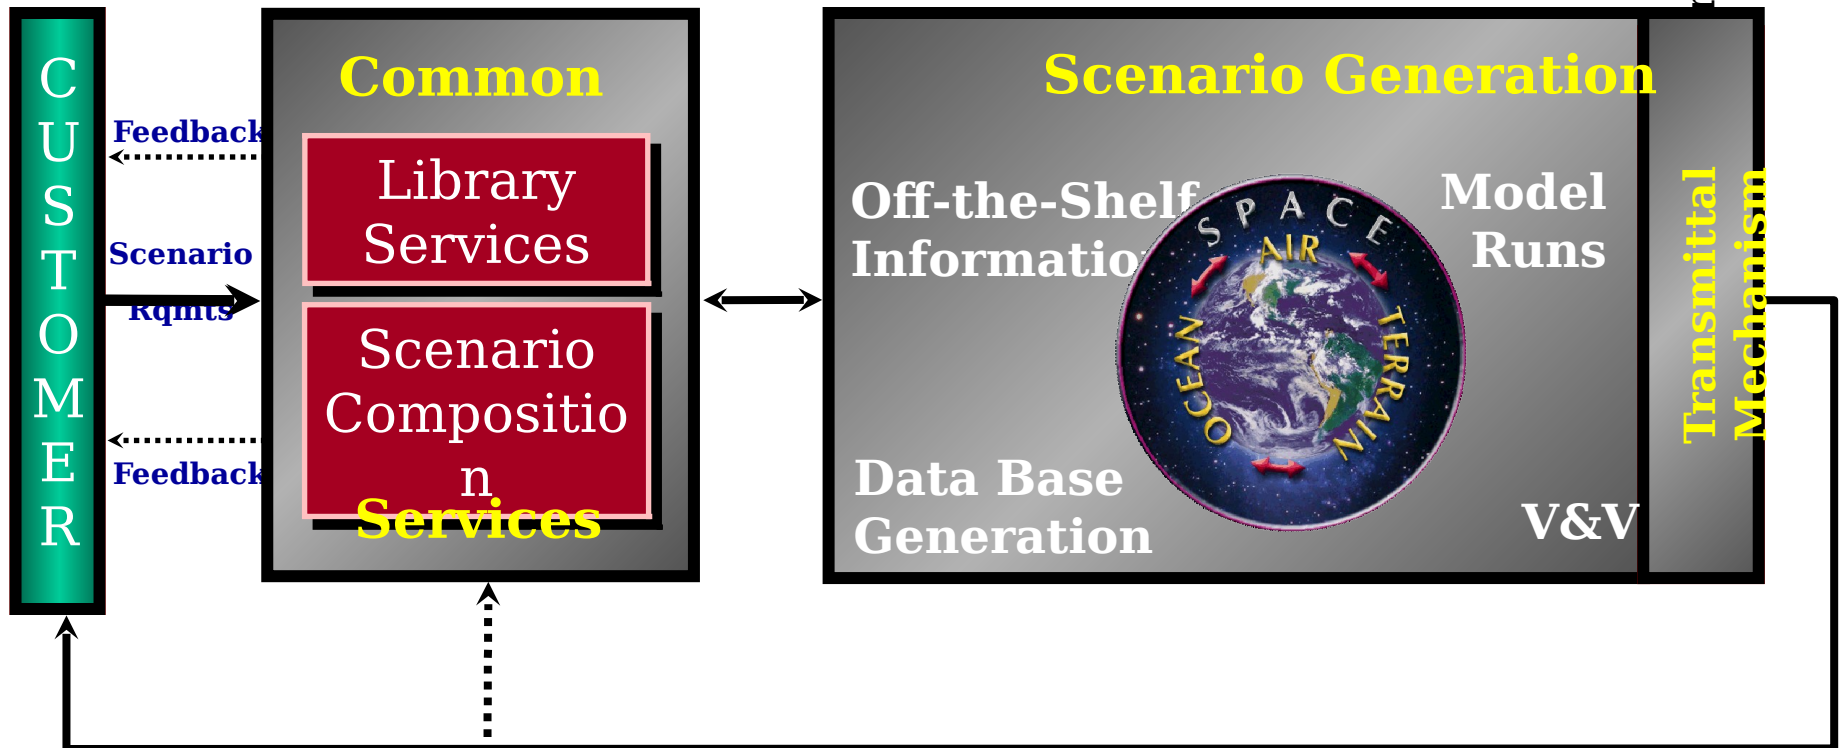 C
U
S
T
O
M
E
R
Feedback
Scenario
Rqmts
Feedback
Common
Library
Services
Scenario
Compositio
n
Services
Scenario Generation
Off-the-Shelf
Information
Model
Runs
SPACE
AIR
OCEAN
TERRAIN
Data Base
Generation
V&V
Transmittal
Mechanism